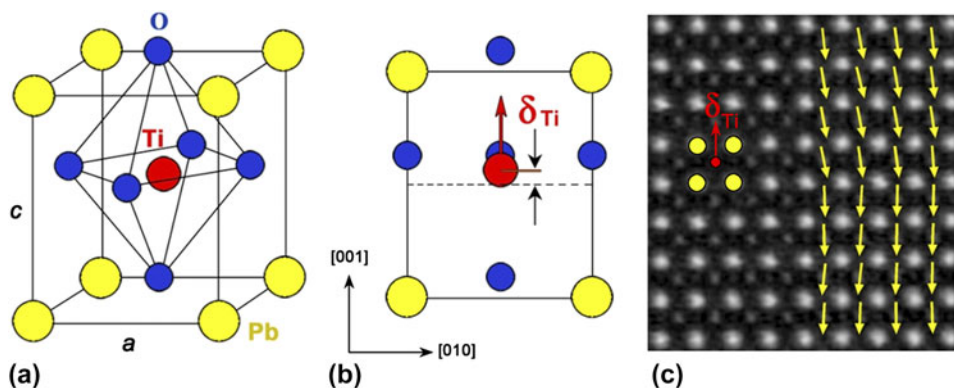 O
Ti
c
a
Pb
(a)
δTi
[001]
[010]
(b)
δTi
(c)